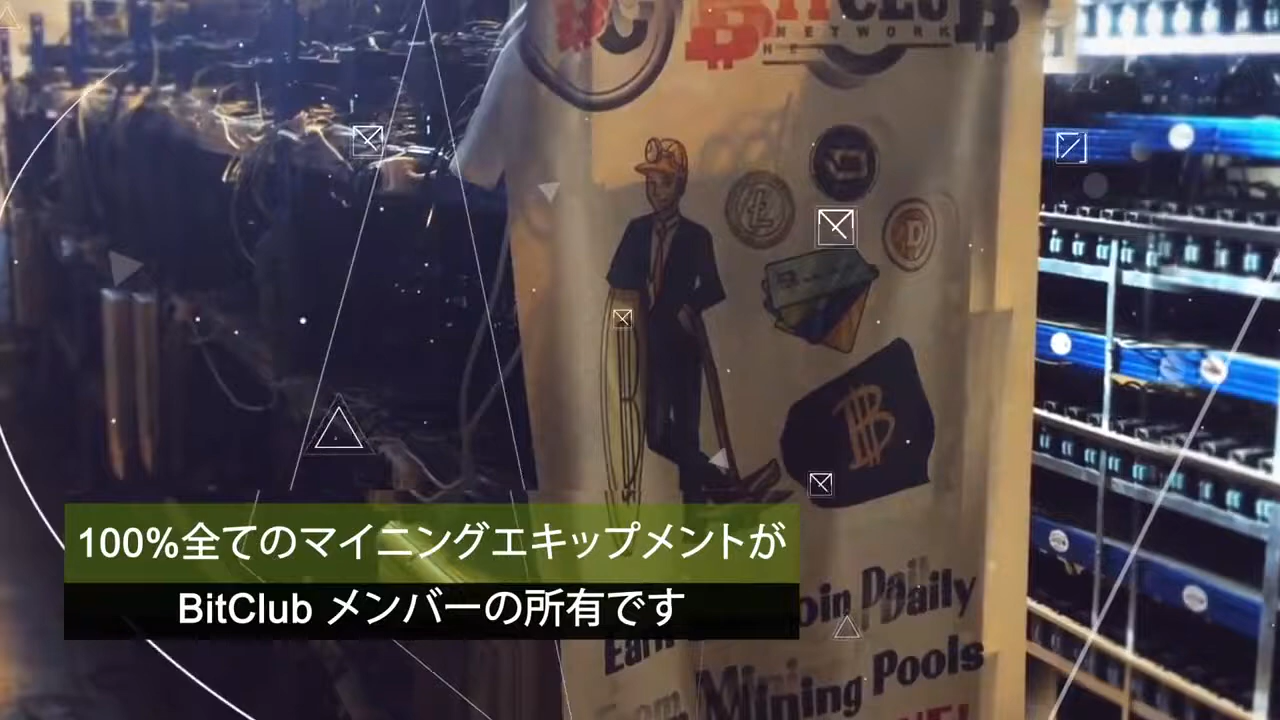 BITCLUB
NETWORK
100%全てのマイニングエキップメントが
BitClub メンバーの所有です
Daily
Mining Pools